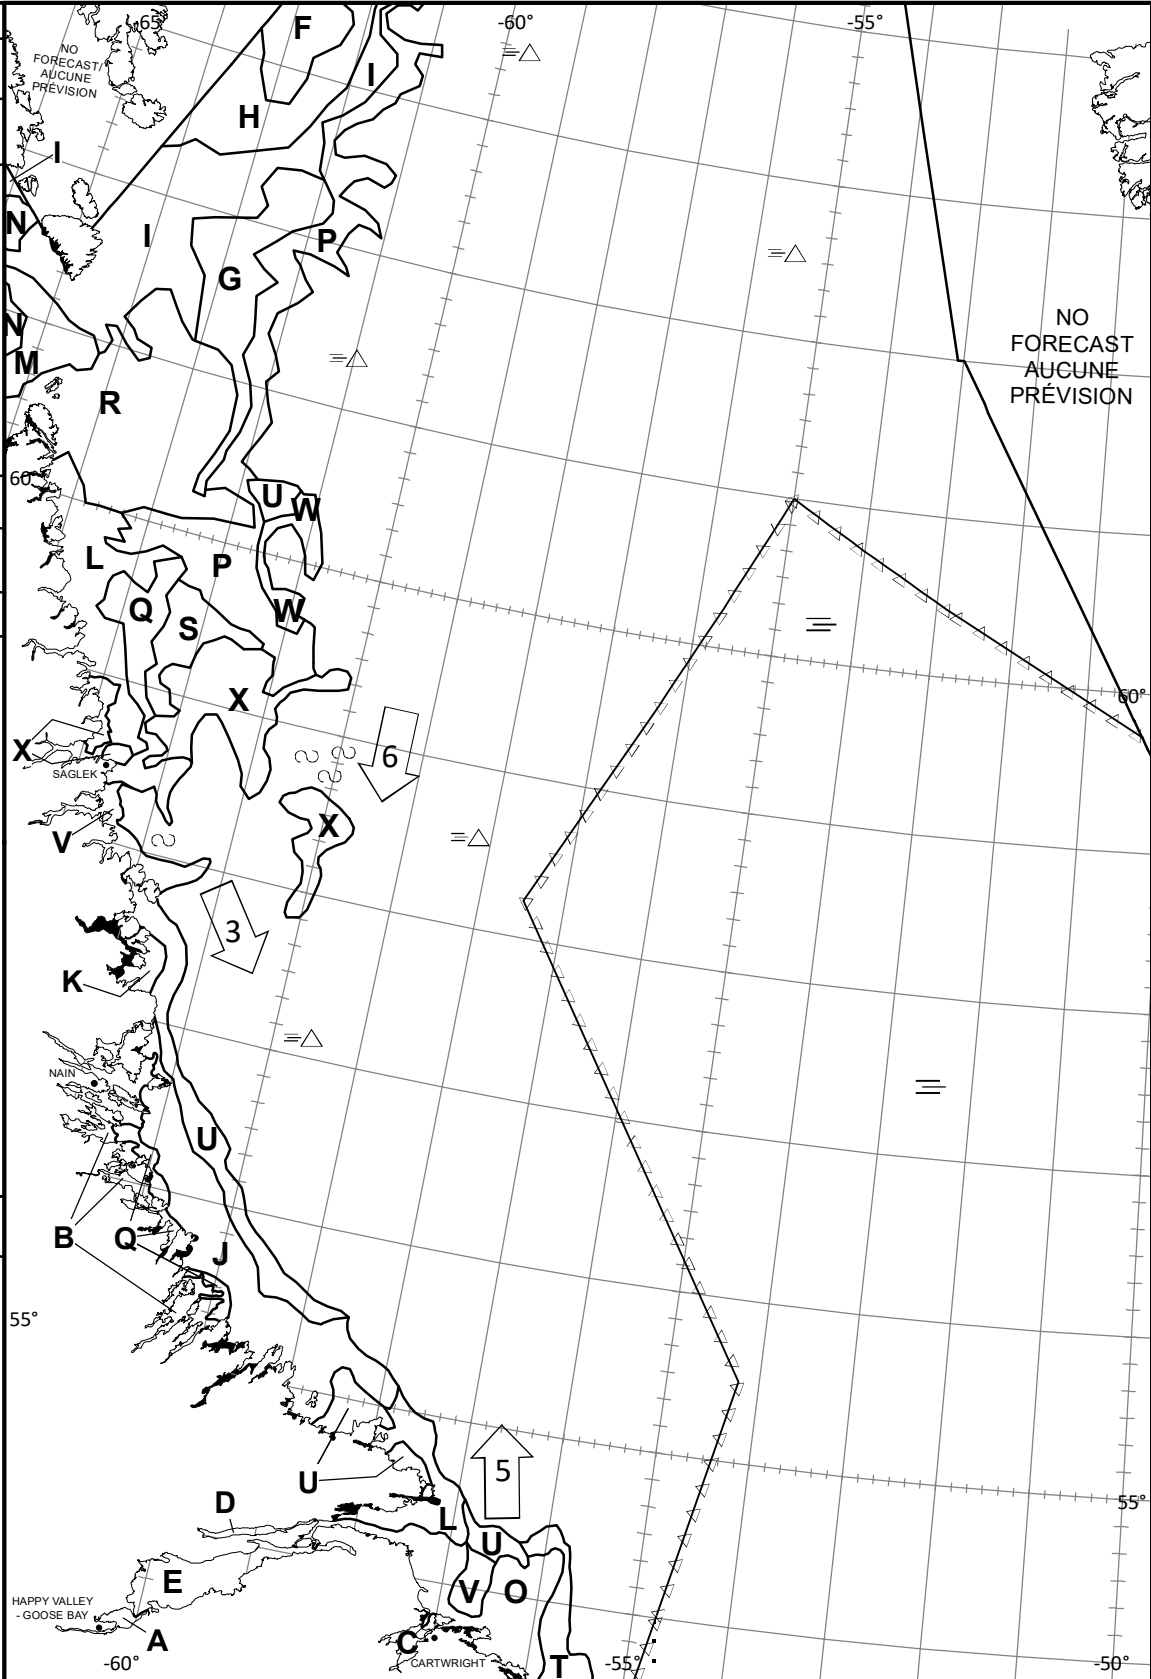 65°
-60°
-55°
NO
FORECAST/
AUCUNE
PRÉVISION
F
I
H
I
N
I
P
G
N
M
R
NO
FORECAST
AUCUNE
PRÉVISION
60°
U
W
L
P
Q
S
W
60°
X
X
SAGLEK
6
X
V
3
K
NAIN
U
B
Q
J
55°
U
5
D
L
U
55°
E
V
O
HAPPY VALLEY
- GOOSE BAY
A
C
CARTWRIGHT
T
-60°
-55°
-50°